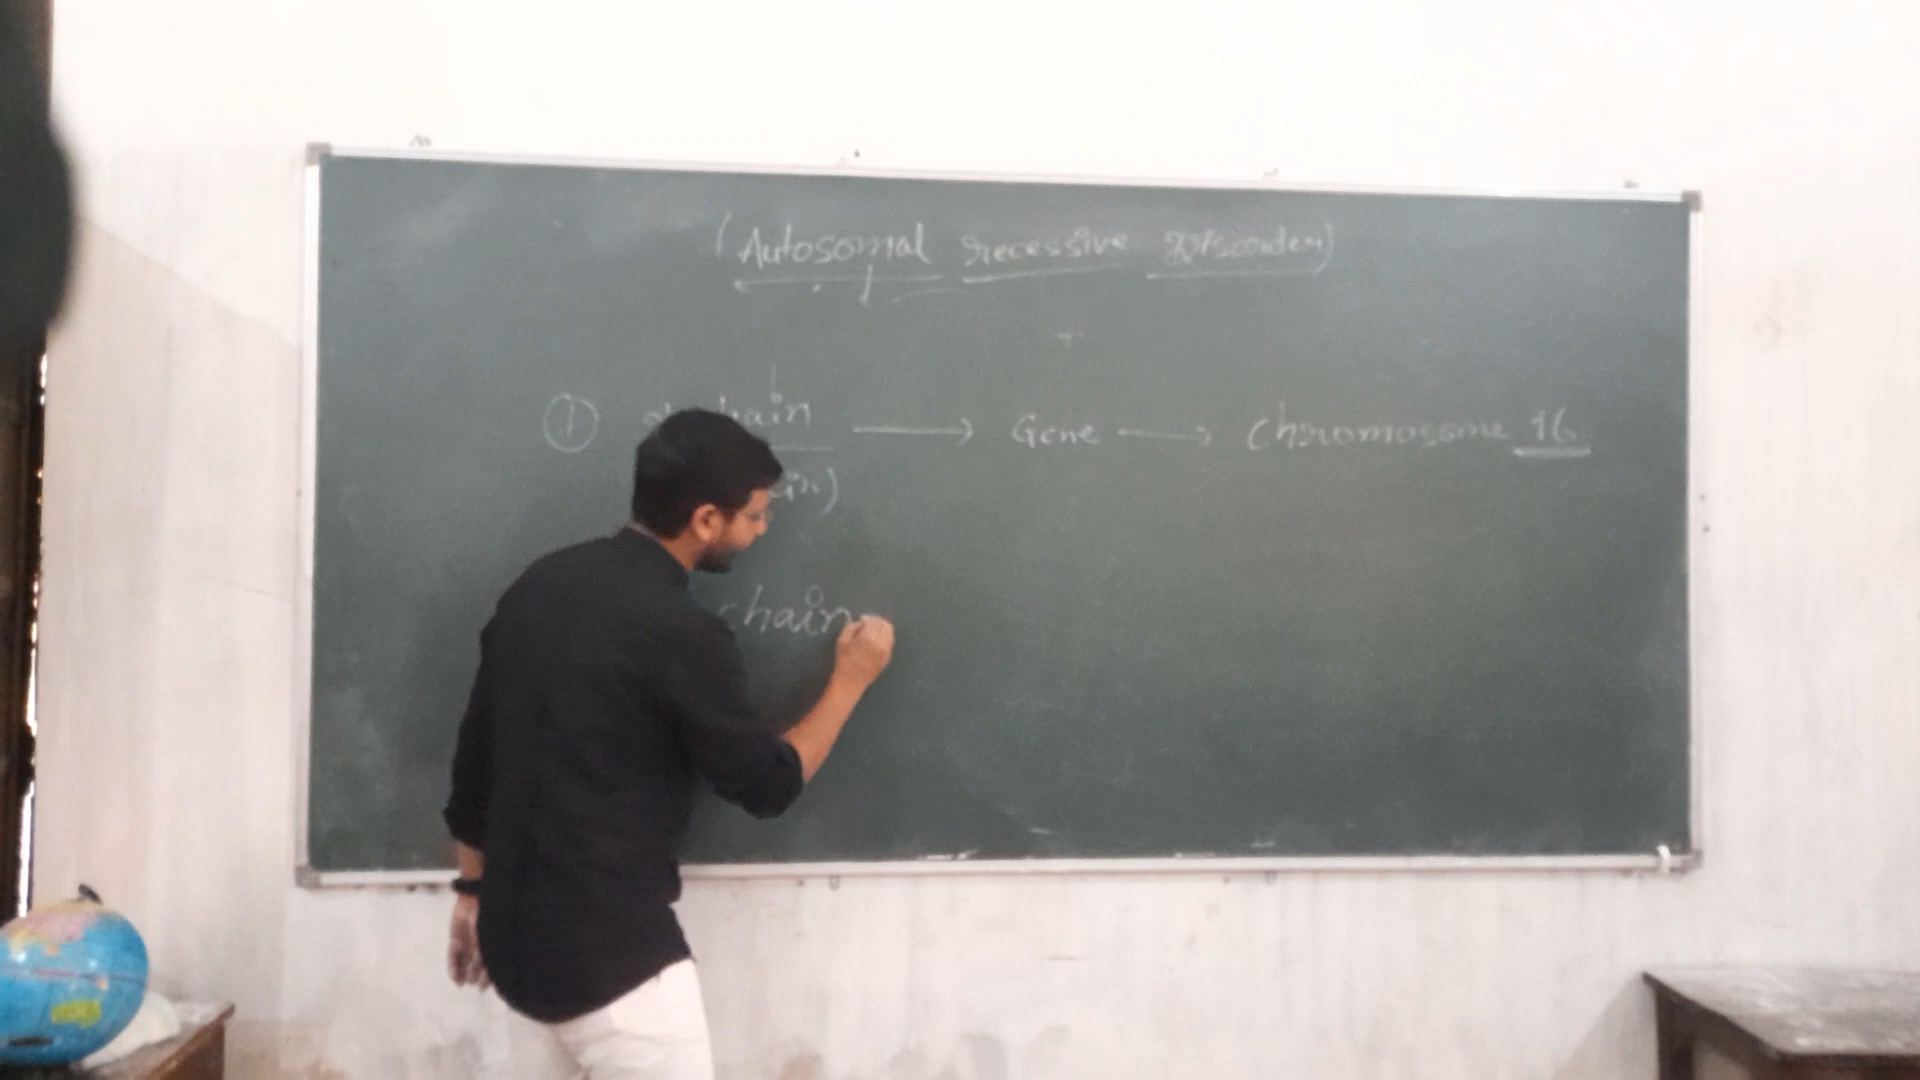 (Autosomal recessive Disorder)
① chain → Gene → Chromosome 16
chain